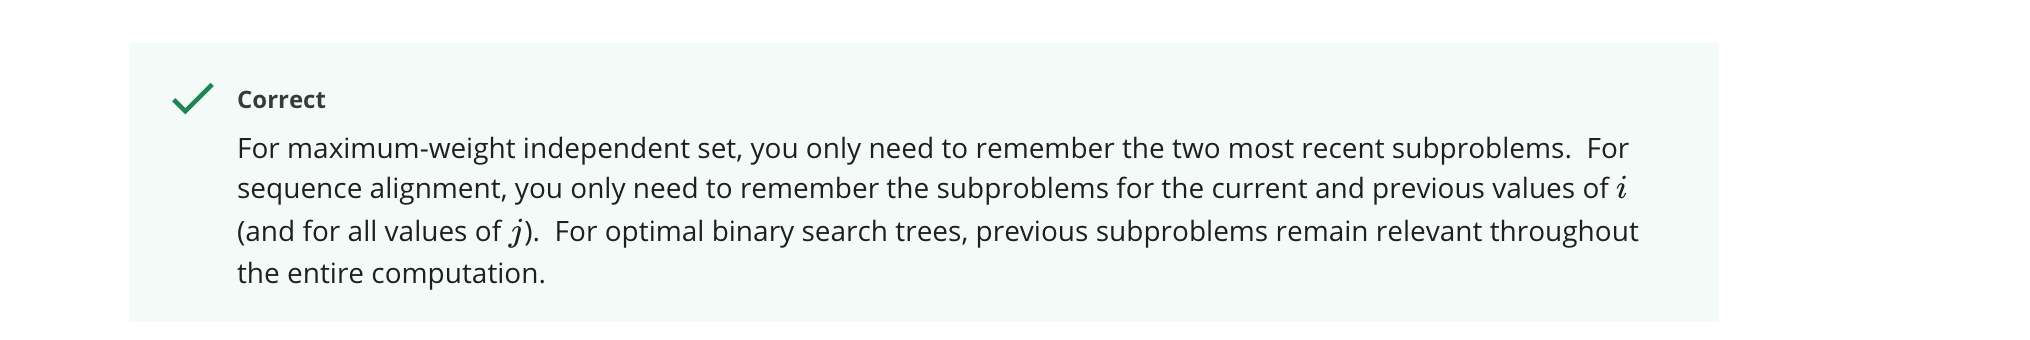 Correct
For maximum-weight independent set, you only need to remember the two most recent subproblems.  For
sequence alignment, you only need to remember the subproblems for the current and previous values of i
(and for all values of j).  For optimal binary search trees, previous subproblems remain relevant throughout
the entire computation.